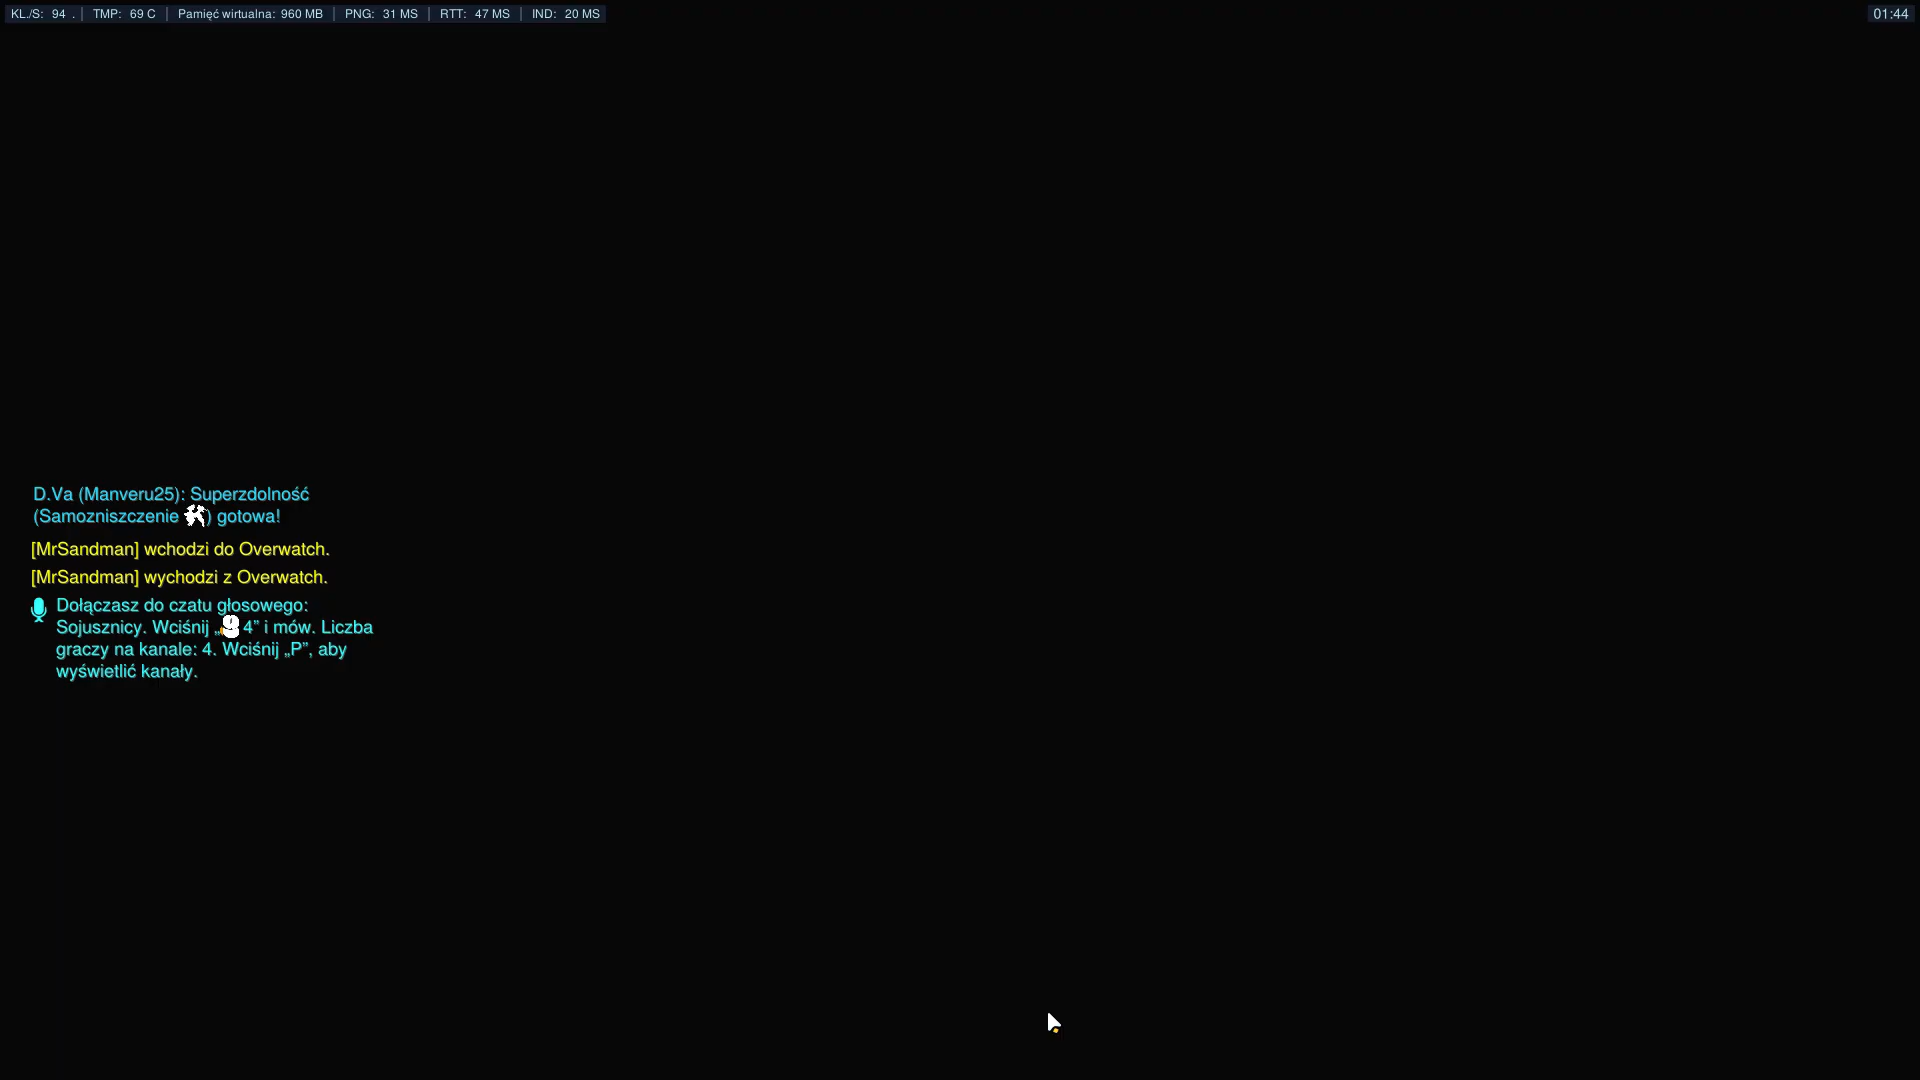 KL./S: 94 . | TMP: 69 C | Pamięć wirtualna: 960 MB | PNG: 31 MS | RTT: 47 MS | IND: 20 MS
01:44
D.Va (Manveru25): Superzdolność
(Samozniszczenie ) gotowa!
[MrSandman] wchodzi do Overwatch.
[MrSandman] wychodzi z Overwatch.
Dołączasz do czatu głosowego:
Sojusznicy. Wciśnij „ 4” i mów. Liczba
graczy na kanale: 4. Wciśnij „P”, aby
wyświetlić kanały.